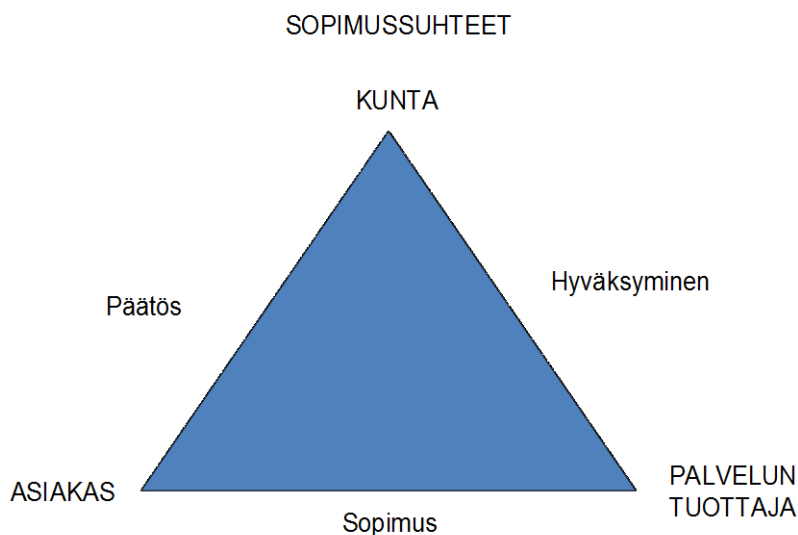 SOPIMUSSUHTEET
KUNTA
Hyväksyminen
Päätös
ASIAKAS
PALVELUN
TUOTTAJA
Sopimus